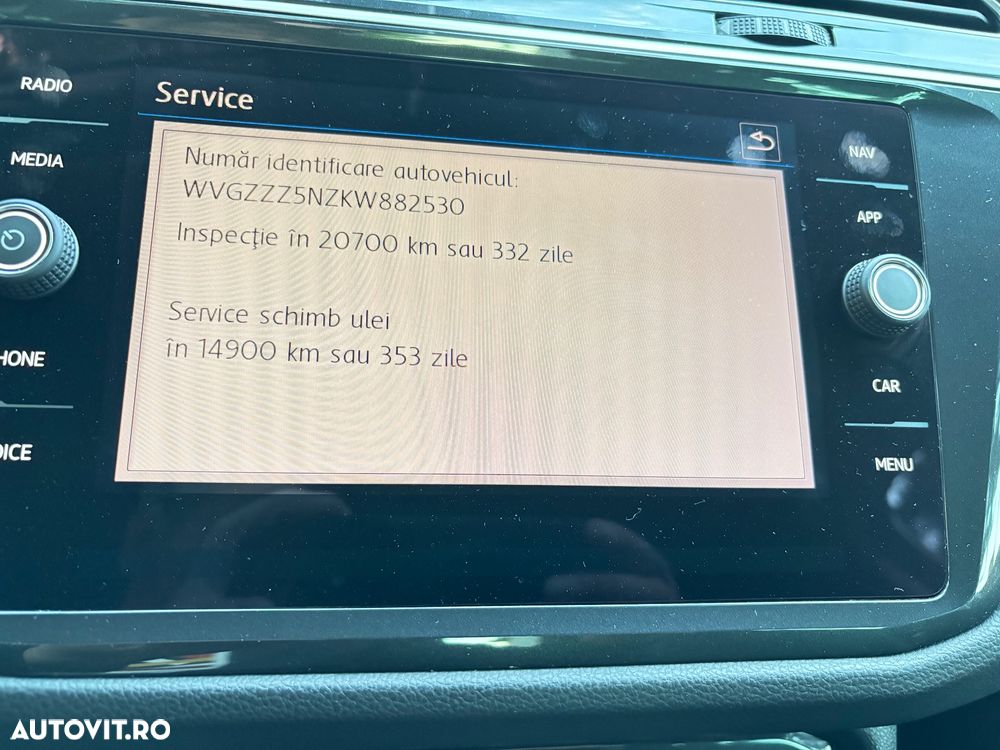 RADIO
MEDIA
HONE
OICE
Service
Număr identificare autovehicul:
WVGZZZ5NZKW882530
Inspecţie în 20700 km sau 332 zile
Service schimb ulei
în 14900 km sau 353 zile
NAV
APP
CAR
MENU
AUTOVIT.RO